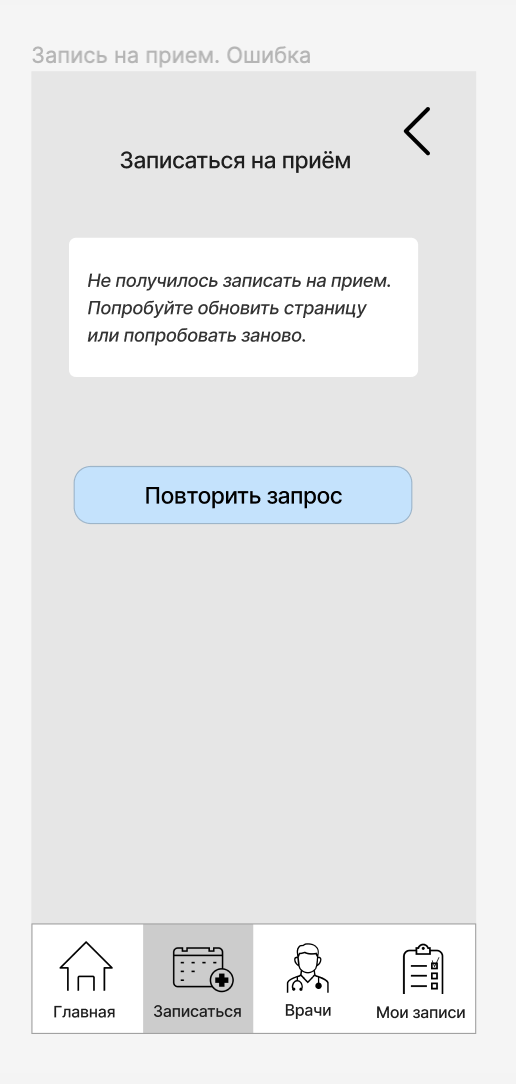 Запись на прием. Ошибка
Записаться на приём
Не получилось записать на прием.
Попробуйте обновить страницу
или попробовать заново.
Повторить запрос
Главная
Записаться
Врачи
Мои записи